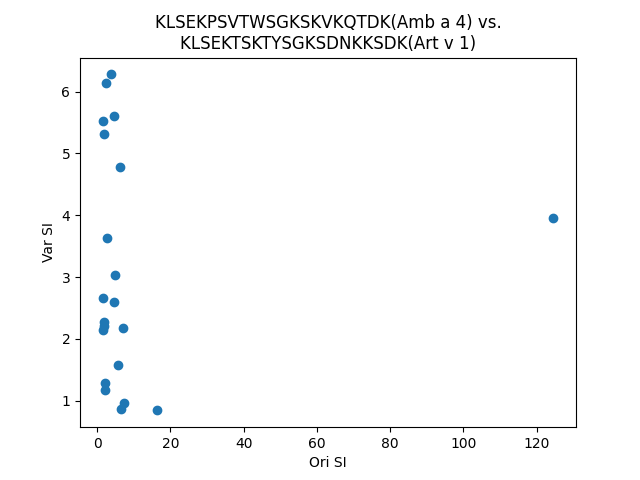 KLSEKPSVTWSGKSKVKQTDK(Amb a 4) vs.
KLSEKTSKTYSGKSDNKKSDK(Art v 1)
6
5
4
3
2
1
Var SI
0 20 40 60 80 100 120
Ori SI